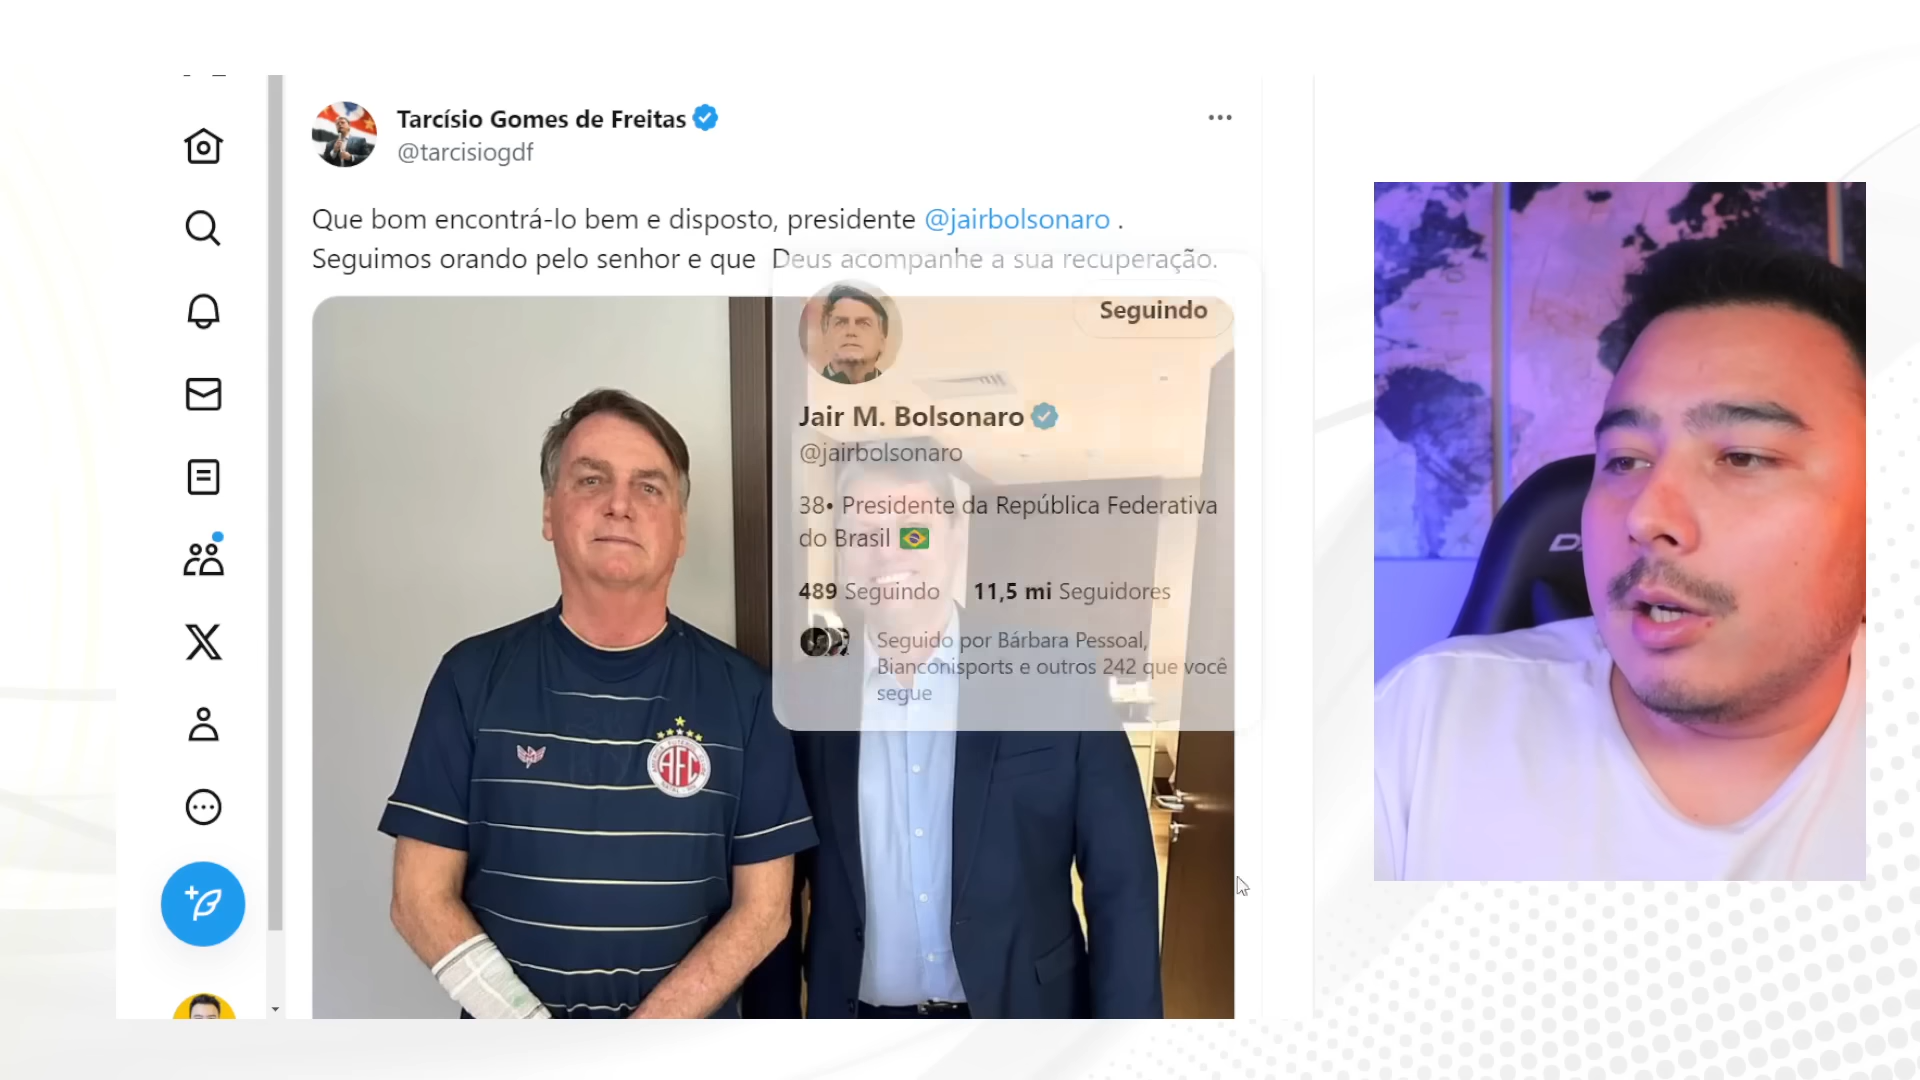 Tarcísio Gomes de Freitas
@tarcisiogdf
Que bom encontrá-lo bem e disposto, presidente @jairbolsonaro .
Seguimos orando pelo senhor e que Deus acompanhe a sua recuperação.
Seguindo
Jair M. Bolsonaro
@jairbolsonaro
38• Presidente da República Federativa
do Brasil 🇧🇷
489 Seguindo 11,5 mi Seguidores
Seguido por Bárbara Pessoal,
Bianconisports e outros 242 que você
segue
AFC